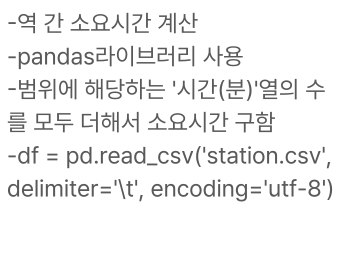 -역 간 소요시간 계산
-pandas라이브러리 사용
-범위에 해당하는 '시간(분)'열의 수
를 모두 더해서 소요시간 구함
-df = pd.read_csv('station.csv',
delimiter='\t', encoding='utf-8')